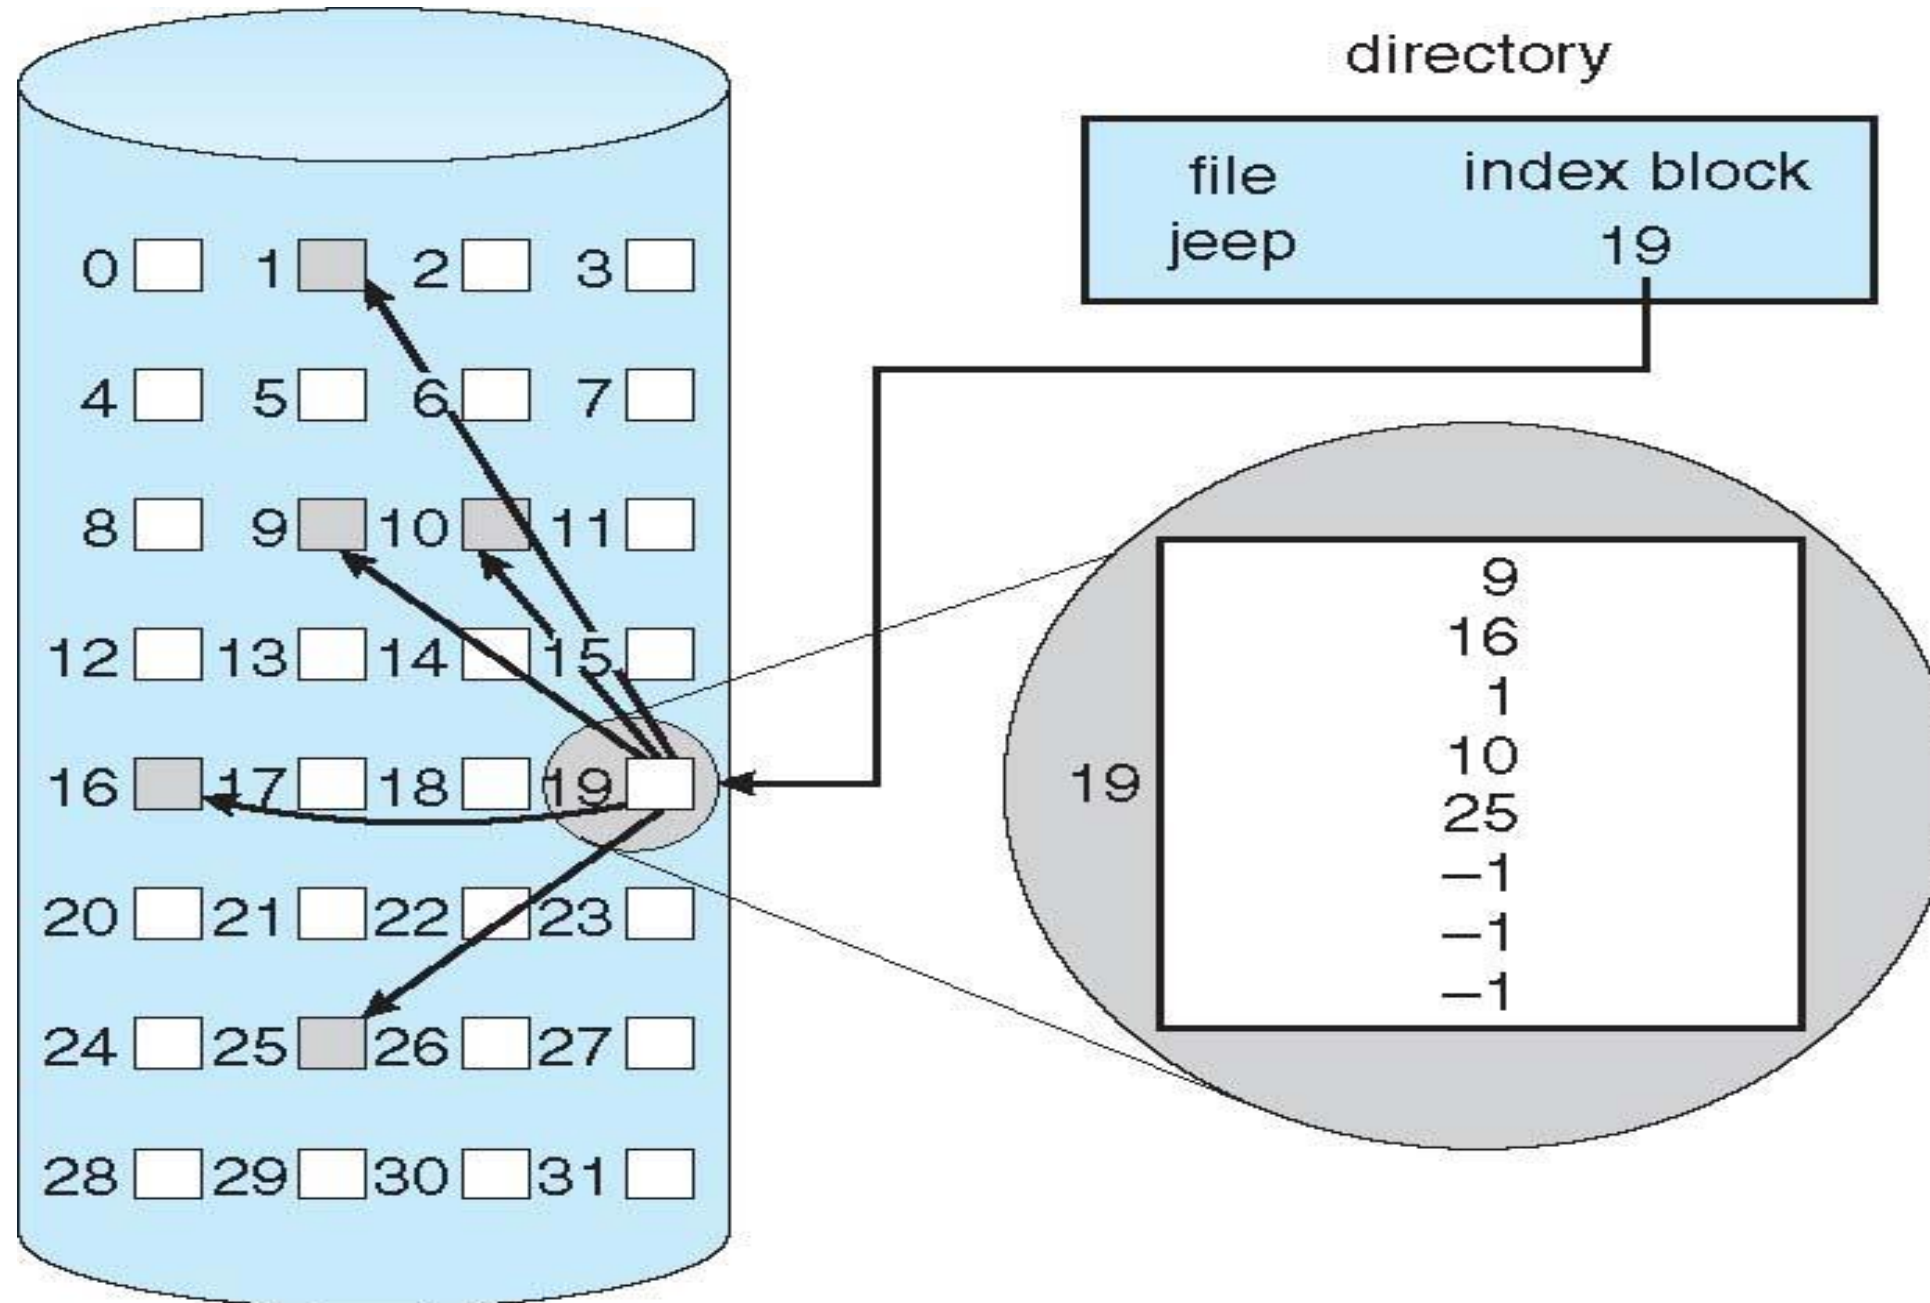 directory
file index block
jeep 19
0 1 2 3
4 5 6 7
8 9 10 11
12 13 14 15
16 17 18 19
20 21 22 23
24 25 26 27
28 29 30 31
19
9
16
1
10
25
–1
–1
–1